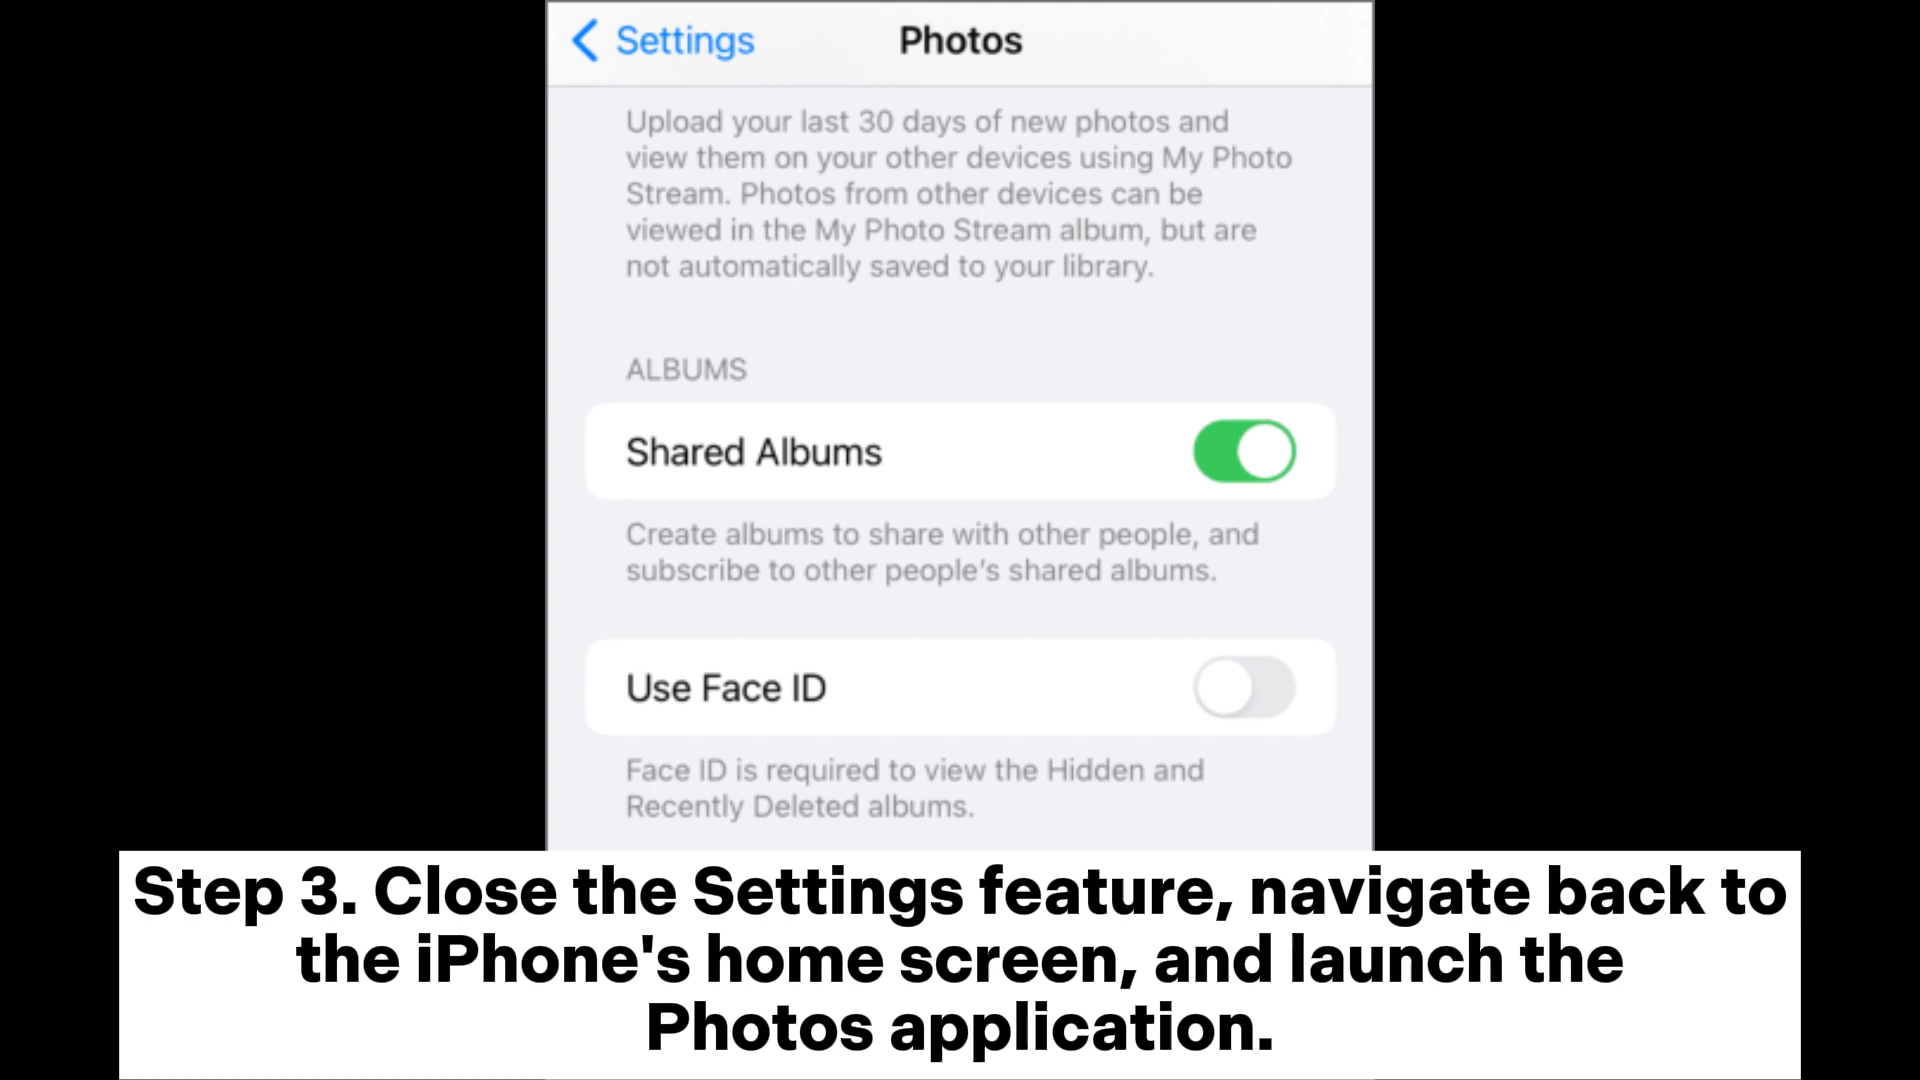 Settings
Photos
Upload your last 30 days of new photos and
view them on your other devices using My Photo
Stream. Photos from other devices can be
viewed in the My Photo Stream album, but are
not automatically saved to your library.
ALBUMS
Shared Albums
Create albums to share with other people, and
subscribe to other people's shared albums.
Use Face ID
Face ID is required to view the Hidden and
Recently Deleted albums.
Step 3. Close the Settings feature, navigate back to
the iPhone's home screen, and launch the
Photos application.